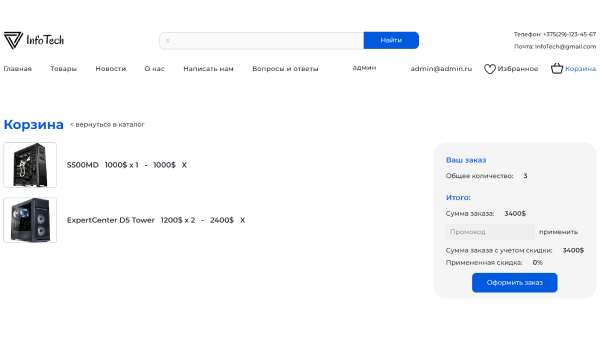 InfoTech
Найти
Телефон: +375(29)-123-45-67
Почта: InfoTech@gmail.com
Главная Товары Новости О нас Написать нам Вопросы и ответы админ admin@admin.ru Избранное Корзина
Корзина < вернуться в каталог
S500MD 1000$ x 1 - 1000$ X
ExpertCenter D5 Tower 1200$ x 2 - 2400$ X
Ваш заказ
Общее количество: 3
Итого:
Сумма заказа: 3400$
Промокод применить
Сумма заказа с учетом скидки: 3400$
Примененная скидка: 0%
Оформить заказ